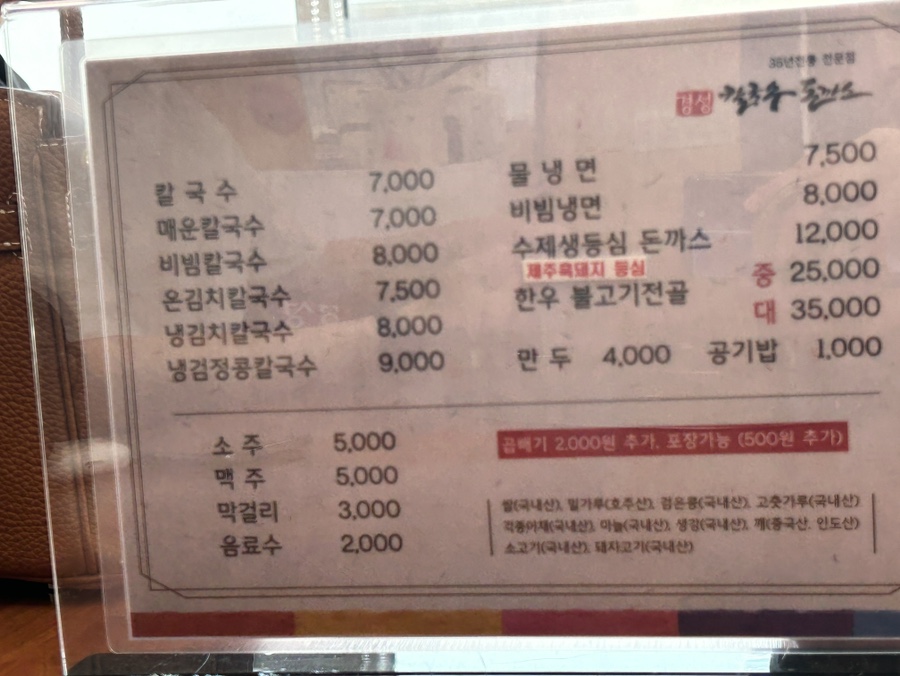 35년전통 전문점
경성 칼국수 돈까스
칼국수 7,000
매운칼국수 7,000
비빔칼국수 8,000
온김치칼국수 7,500
냉김치칼국수 8,000
냉검정콩칼국수 9,000
물냉면 7,500
비빔냉면 8,000
수제생등심 돈까스 12,000
제주흑돼지 등심
한우 불고기전골 중 25,000
대 35,000
만두 4,000 공기밥 1,000
소주 5,000
맥주 5,000
막걸리 3,000
음료수 2,000
곱배기 2,000원 추가, 포장가능 (500원 추가)
쌀(국내산), 밀가루(호주산), 검은콩(국내산), 고춧가루(국내산)
각종야채(국내산), 마늘(국내산), 생강(국내산), 깨(중국산, 인도산)
소고기(국내산), 돼지고기(국내산)